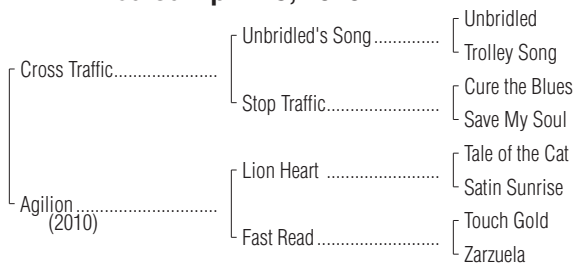 Unbridled
Unbridled's Song
Trolley Song
Cross Traffic
Cure the Blues
Stop Traffic
Save My Soul
Tale of the Cat
Lion Heart
Satin Sunrise
Agilion
(2010)
Touch Gold
Fast Read
Zarzuela